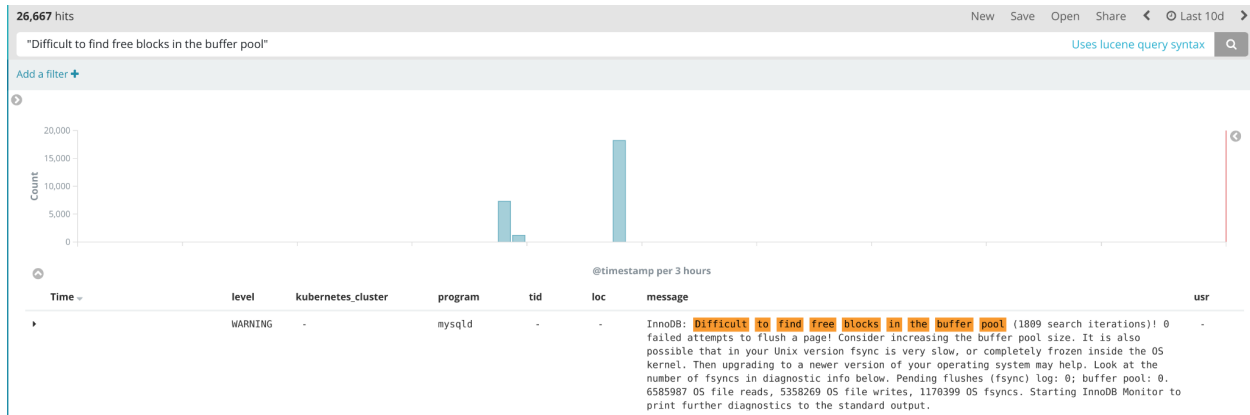 26,667 hits
New Save Open Share Last 10d
"Difficult to find free blocks in the buffer pool"
Uses lucene query syntax
Add a filter
20,000
15,000
10,000
5,000
0
Count
@timestamp per 3 hours
Time level kubernetes_cluster program tid loc message usr
WARNING - mysqld - - InnoDB: Difficult to find free blocks in the buffer pool (1809 search iterations)! 0 -
failed attempts to flush a page! Consider increasing the buffer pool size. It is also
possible that in your Unix version fsync is very slow, or completely frozen inside the OS
kernel. Then upgrading to a newer version of your operating system may help. Look at the
number of fsyncs in diagnostic info below. Pending flushes (fsync) log: 0; buffer pool: 0.
6585987 OS file reads, 5358269 OS file writes, 1170399 OS fsyncs. Starting InnoDB Monitor to
print further diagnostics to the standard output.